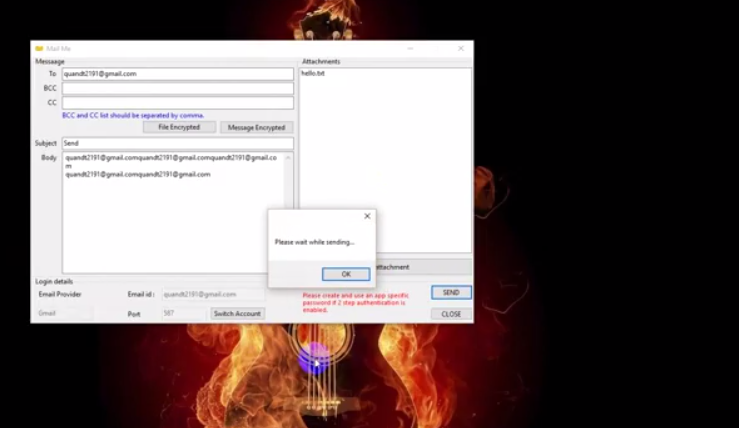 Mail Me
Message
Attachments
To
quandt2191@gmail.com
hello.txt
BCC
CC
BCC and CC list should be separated by comma.
File Encrypted
Message Encrypted
Subject
Send
Body
quandt2191@gmail.comquandt2191@gmail.comquandt2191@gmail.co
m
quandt2191@gmail.comquandt2191@gmail.com
Please wait while sending...
OK
ttachment
Login details
Email Provider
Email id :
quandt2191@gmail.com
Please create and use an app specific
password if 2 step authentication is
enabled.
SEND
Gmail
Port
587
Switch Account
CLOSE